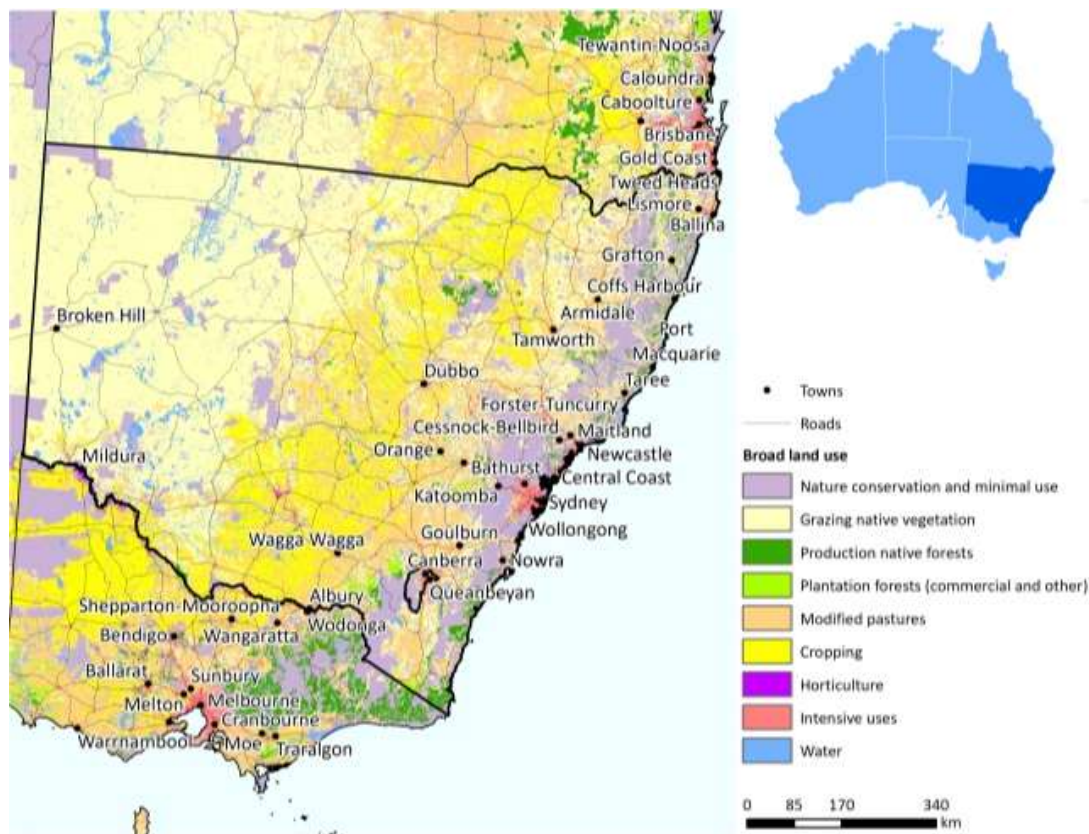 Tewantin-Noosa
Caloundra
Caboolture
Brisbane
Gold Coast
Tweed Heads
Lismore
Ballina
Grafton
Coffs Harbour
Armidale
Broken Hill
Tamworth
Port
Macquarie
Dubbo
Taree
Forster-Tuncurry
Cessnock-Bellbird
Maitland
Orange
Newcastle
Mildura
Bathurst
Central Coast
Katoomba
Sydney
Wollongong
Goulburn
Wagga Wagga
Canberra
Nowra
Queanbeyan
Albury
Shepparton-Mooroopna
Wodonga
Bendigo
Wangaratta
Ballarat
Sunbury
Melton
Melbourne
Cranbourne
Warrnambool
Moe
Traralgon
Towns
Roads
Broad land use
Nature conservation and minimal use
Grazing native vegetation
Production native forests
Plantation forests (commercial and other)
Modified pastures
Cropping
Horticulture
Intensive uses
Water
0 85 170 340
km